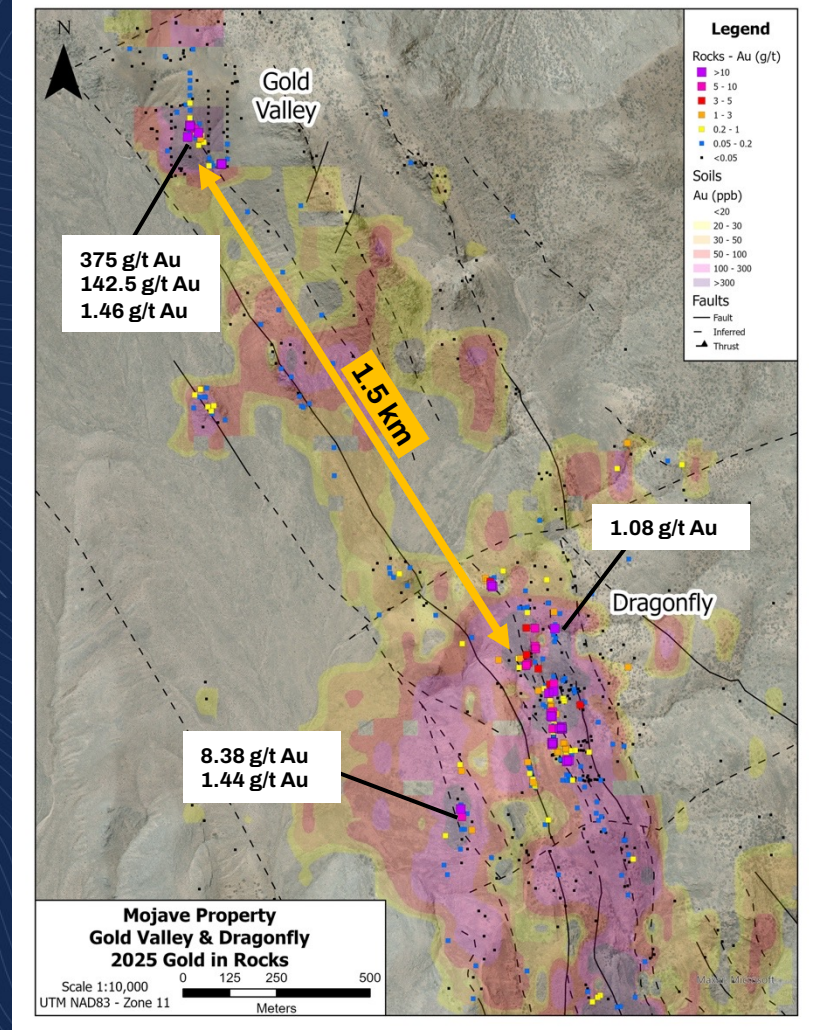 N
Gold
Valley
Legend
Rocks - Au (g/t)
>10
5 - 10
3 - 5
1 - 3
0.2 - 1
0.05 - 0.2
<0.05
Soils
Au (ppb)
<20
20 - 30
30 - 50
50 - 100
100 - 300
>300
Faults
Fault
Inferred
Thrust
375 g/t Au
142.5 g/t Au
1.46 g/t Au
1.5 km
1.08 g/t Au
Dragonfly
8.38 g/t Au
1.44 g/t Au
Mojave Property
Gold Valley & Dragonfly
2025 Gold in Rocks
Scale 1:10,000
UTM NAD83 - Zone 11
0 125 250 500
Meters
Microsoft